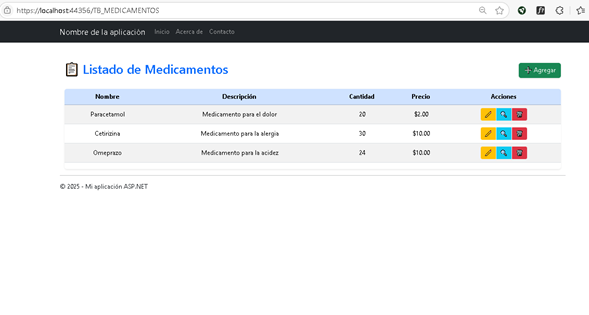 https://localhost:44356/TB_MEDICAMENTOS
Nombre de la aplicación Inicio Acerca de Contacto
Listado de Medicamentos
Agregar
Nombre Descripción Cantidad Precio Acciones
Paracetamol Medicamento para el dolor 20 $2.00
Cetirizina Medicamento para la alergia 30 $10.00
Omeprazo Medicamento para la acidez 24 $10.00
© 2025 - Mi aplicación ASP.NET